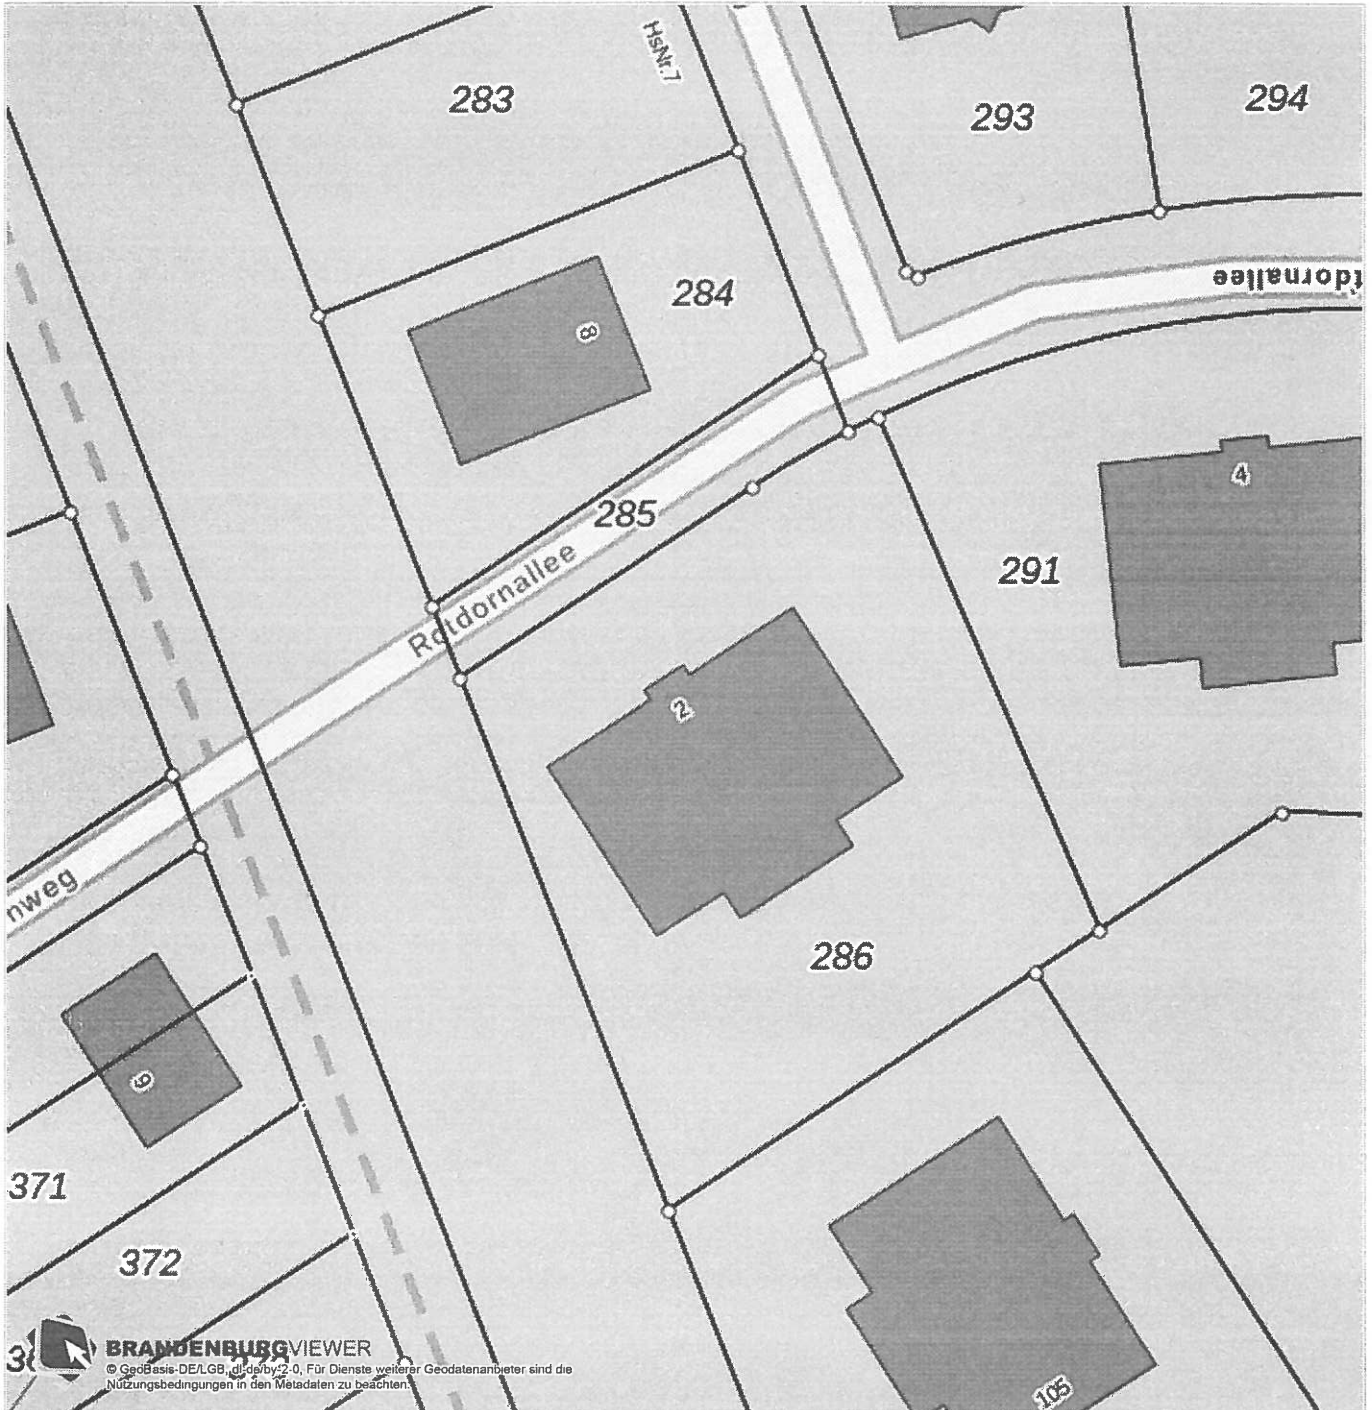 HsNr.7
283
293
294
284
dornallee
8
4
285
291
Rotdornallee
2
nweg
286
6
371
372
BRANDENBURGVIEWER
© GeoBasis-DE/LGB, dl-de/by-2-0, Für Dienste weiterer Geodatenanbieter sind die
Nutzungsbedingungen in den Metadaten zu beachten.
105